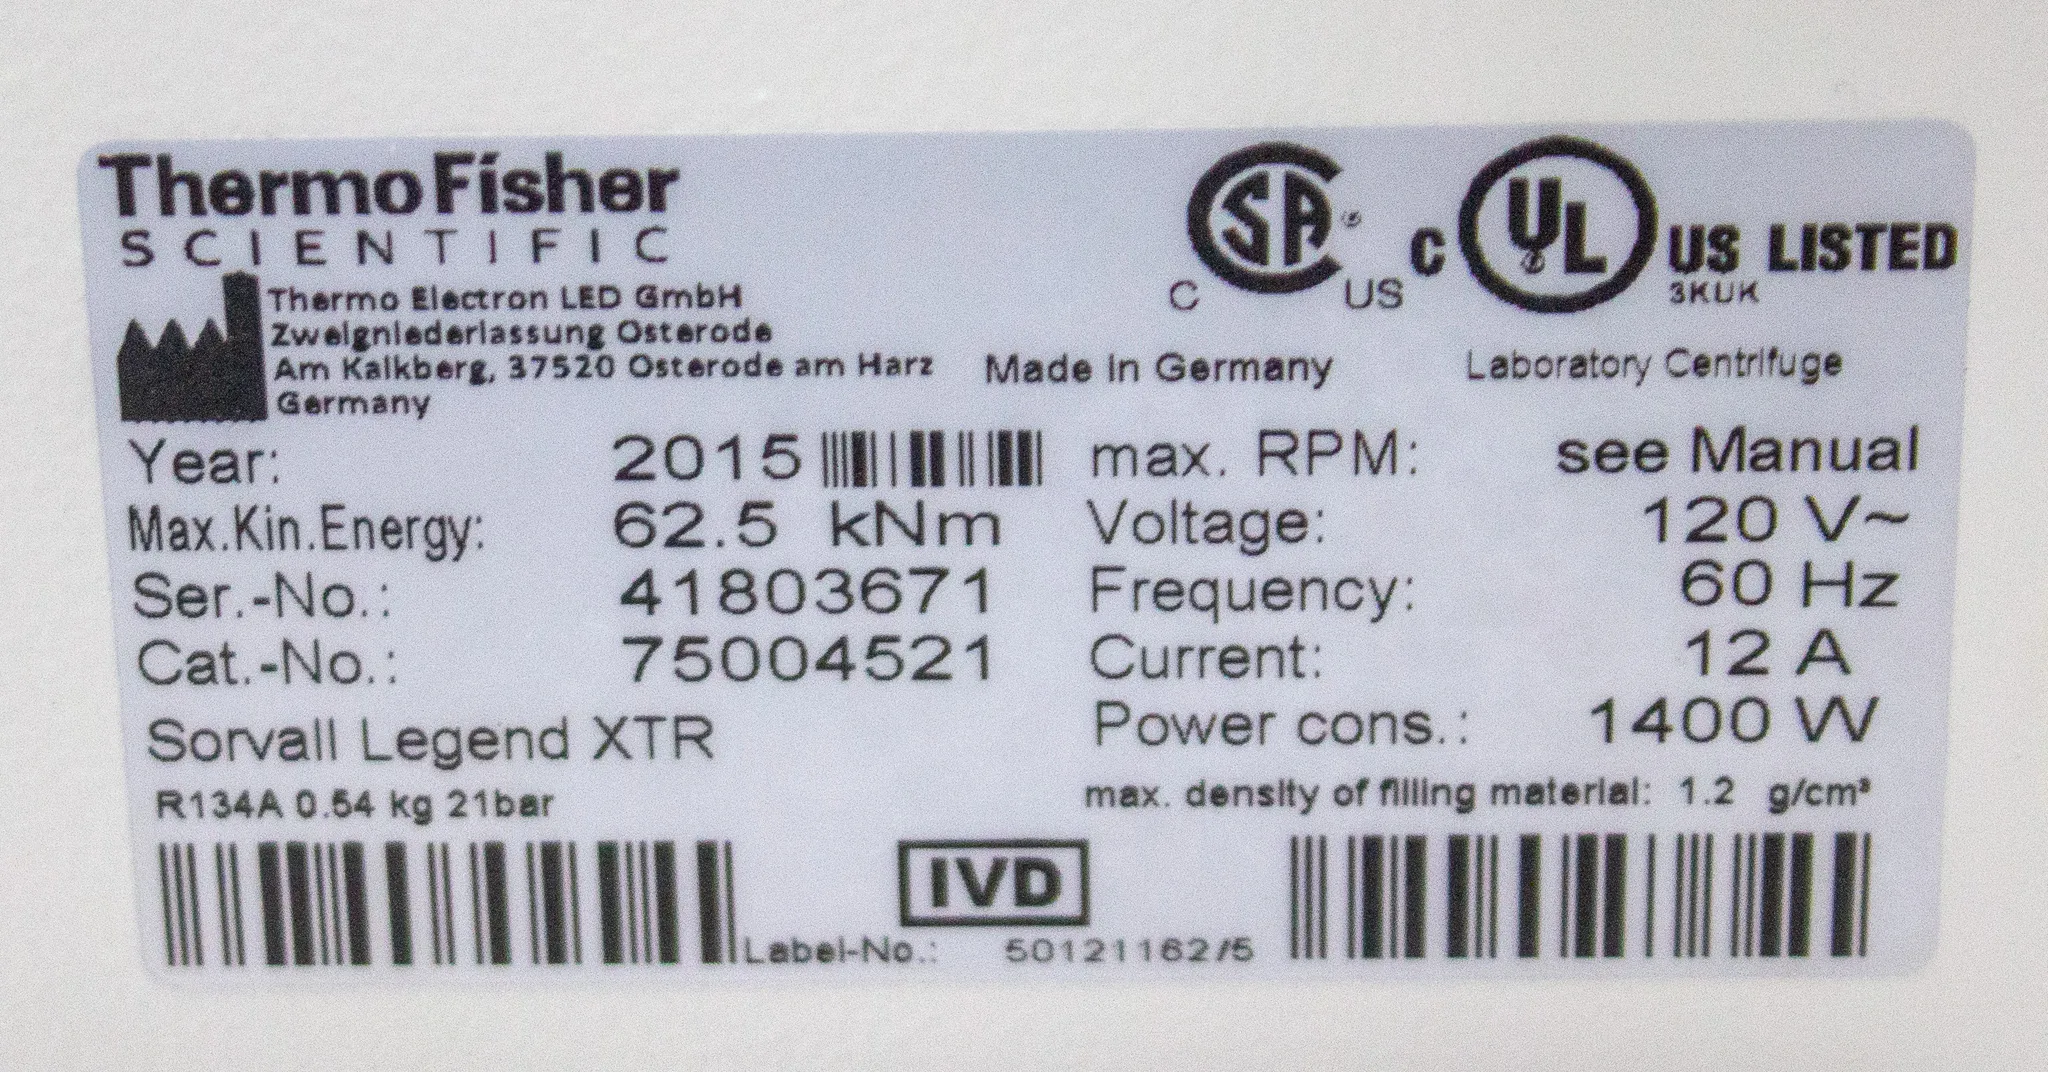 ThermoFisher
SCIENTIFIC
Thermo Electron LED GmbH
Zweigniederlassung Osterode
Am Kalkberg, 37520 Osterode am Harz
Germany
Made in Germany
C SA ® US
C UL ® US LISTED
3KUK
Laboratory Centrifuge
Year: 2015
Max.Kin.Energy: 62.5 kNm
Ser.-No.: 41803671
Cat.-No.: 75004521
Sorvall Legend XTR
R134A 0.54 kg 21bar
max. RPM: see Manual
Voltage: 120 V~
Frequency: 60 Hz
Current: 12 A
Power cons.: 1400 W
max. density of filling material: 1.2 g/cm³
IVD
Label-No.: 50121162/5